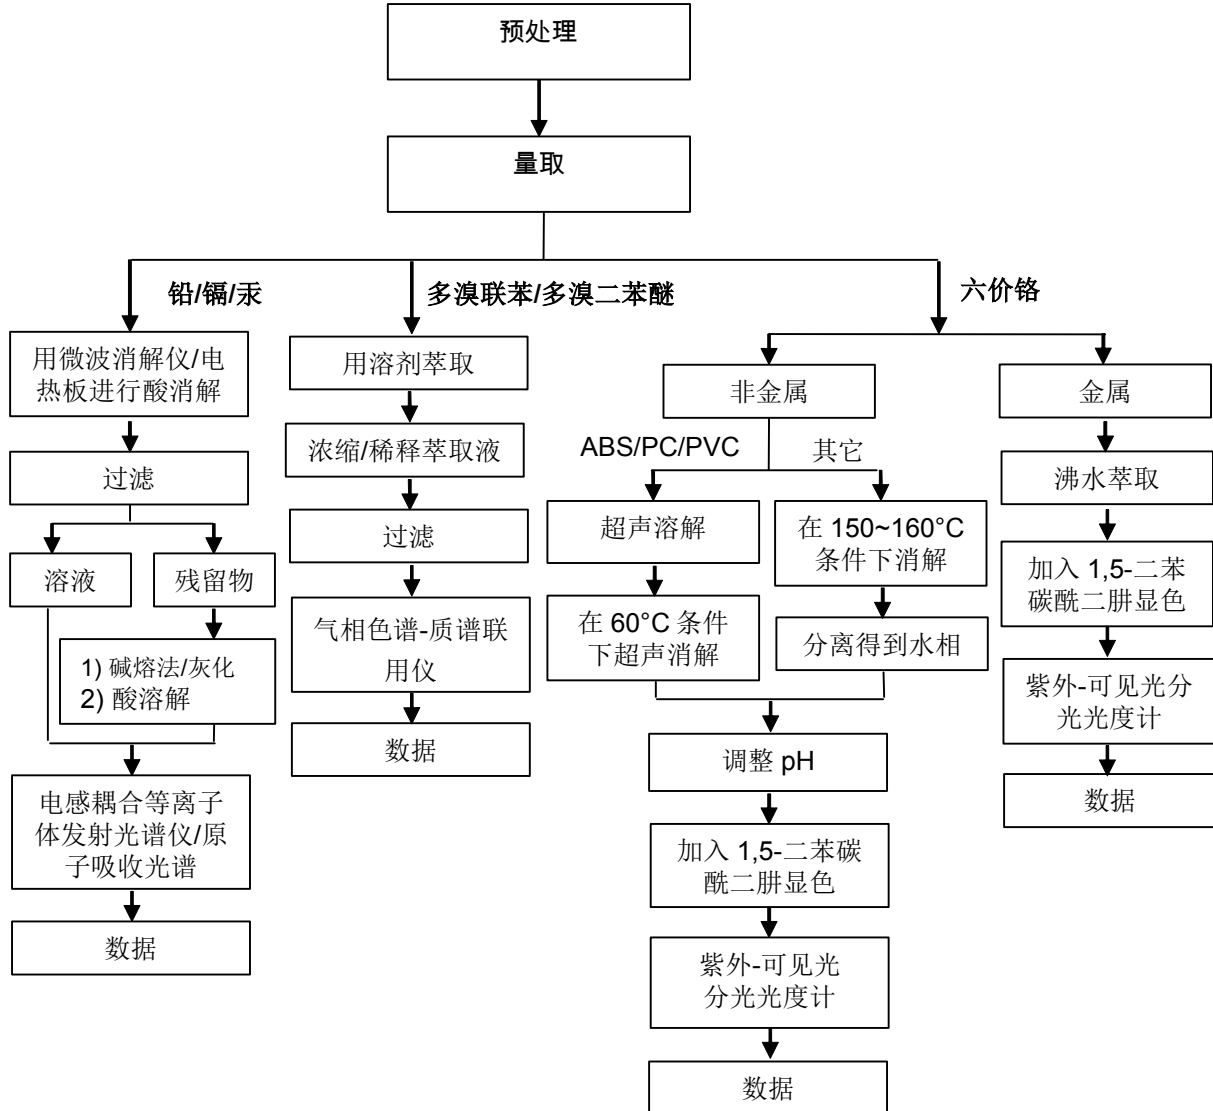 预处理
量取
铅/镉/汞
多溴联苯/多溴二苯醚
六价铬
用微波消解仪/电
热板进行酸消解
过滤
溶液
残留物
1) 碱熔法/灰化
2) 酸溶解
电感耦合等离子
体发射光谱仪/原
子吸收光谱
数据
用溶剂萃取
浓缩/稀释萃取液
过滤
气相色谱-质谱联
用仪
数据
非金属
ABS/PC/PVC
其它
超声溶解
在 60°C 条件
下超声消解
在 150~160°C
条件下消解
分离得到水相
调整 pH
加入 1,5-二苯碳
酰二肼显色
紫外-可见光
分光光度计
数据
金属
沸水萃取
加入 1,5-二苯
碳酰二肼显色
紫外-可见光分
光光度计
数据